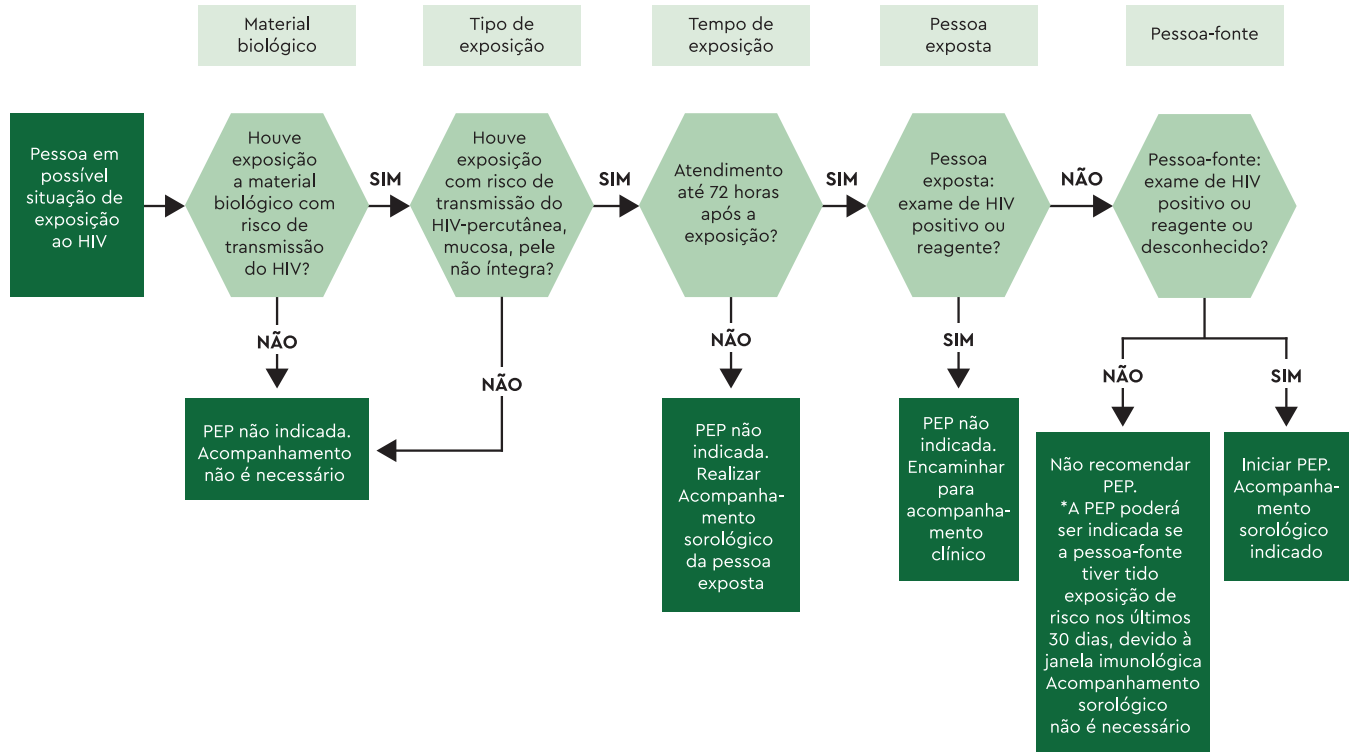 Material
biológico
Tipo de
exposição
Tempo de
exposição
Pessoa
exposta
Pessoa-fonte
Pessoa em
possível
situação de
exposição
ao HIV
Houve
exposição
a material
biológico com
risco de
transmissão
do HIV?
SIM
Houve
exposição
com risco de
transmissão do
HIV-percutânea,
mucosa, pele
não íntegra?
SIM
Atendimento
até 72 horas
após a
exposição?
SIM
Pessoa
exposta:
exame de HIV
positivo ou
reagente?
NÃO
Pessoa-fonte:
exame de HIV
positivo ou
reagente ou
desconhecido?
NÃO
NÃO
NÃO
SIM
NÃO
SIM
PEP não indicada.
Acompanhamento
não é necessário
PEP não
indicada.
Realizar
Acompanha-
mento
sorológico
da pessoa
exposta
PEP não
indicada.
Encaminhar
para
acompanha-
mento
clínico
Não recomendar
PEP.
*A PEP poderá
ser indicada se
a pessoa-fonte
tiver tido
exposição de
risco nos últimos
30 dias, devido à
janela imunológica
Acompanhamento
sorológico
não é necessário
Iniciar PEP.
Acompanha-
mento
sorológico
indicado